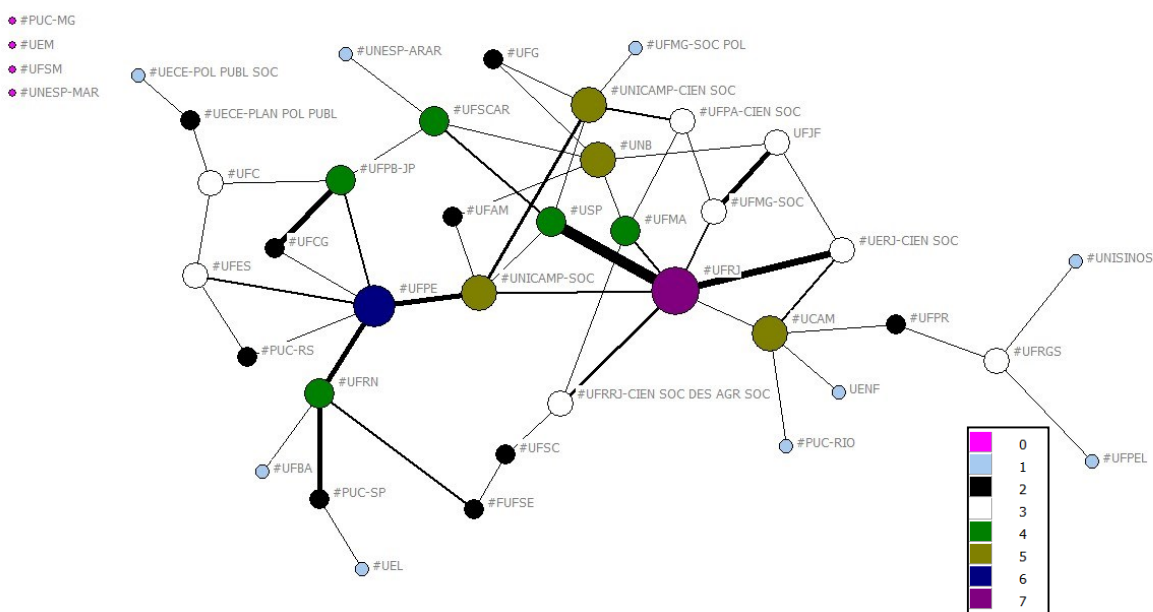 #PUC-MG
#UEM
#UFSM
#UNESP-MAR
#UNESP-ARAR
#UFG
#UFMG-SOC POL
#UECE-POL PUBL SOC
#UECE-PLAN POL PUBL
#UFSCAR
#UNICAMP-CIEN SOC
#UFPA-CIEN SOC
UFJF
#UNB
#UFC
#UFPB-JP
#UFAM
#USP
#UFMA
#UFMG-SOC
#UFCG
#UERJ-CIEN SOC
#UFES
#UFPE
#UNICAMP-SOC
#UFRJ
#UNISINOS
#UCAM
#UFPR
#PUC-RS
#UFRGS
#UFRN
#UFRRJ-CIEN SOC DES AGR SOC
UENF
#UFSC
#PUC-RIO
#UFBA
#PUC-SP
#FUFSE
#UFPEL
#UEL
0
1
2
3
4
5
6
7